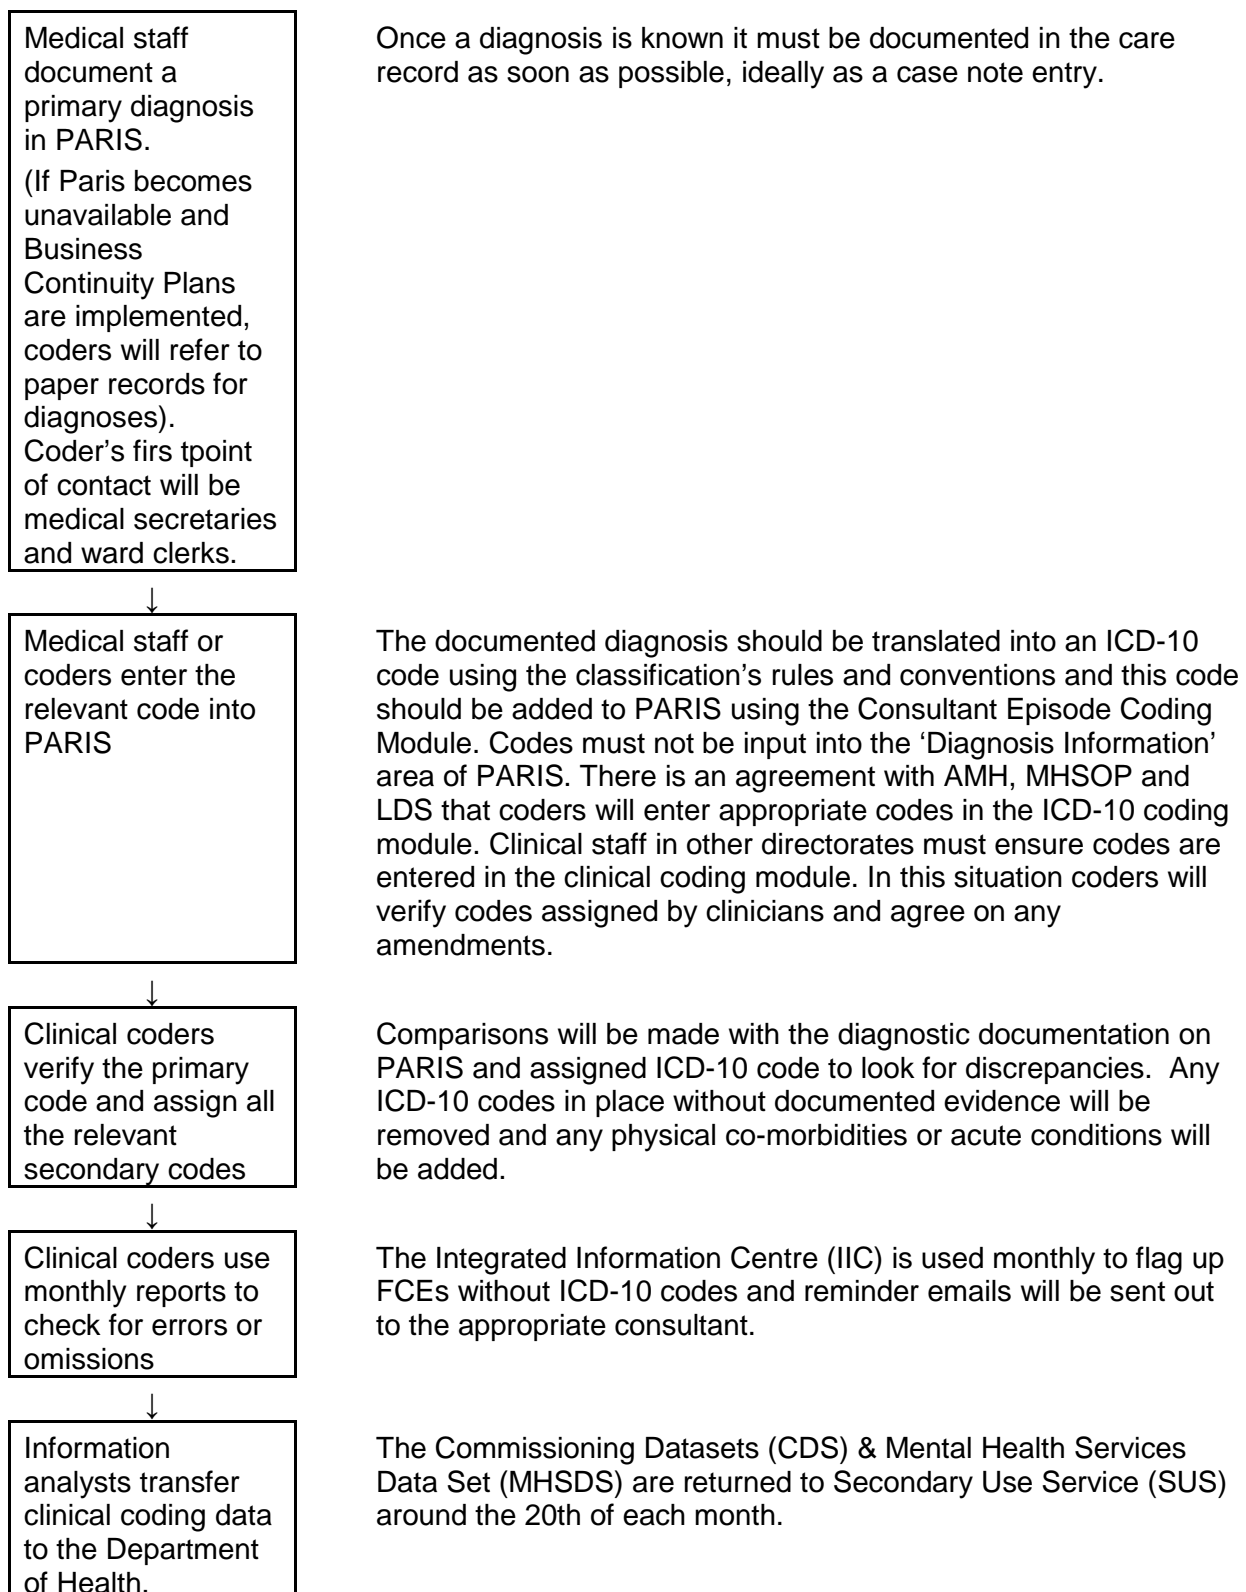 Medical staff
document a
primary diagnosis
in PARIS.
(If Paris becomes
unavailable and
Business
Continuity Plans
are implemented,
coders will refer to
paper records for
diagnoses).
Coder’s firs tpoint
of contact will be
medical secretaries
and ward clerks.
Once a diagnosis is known it must be documented in the care
record as soon as possible, ideally as a case note entry.
↓
Medical staff or
coders enter the
relevant code into
PARIS
The documented diagnosis should be translated into an ICD-10
code using the classification’s rules and conventions and this code
should be added to PARIS using the Consultant Episode Coding
Module. Codes must not be input into the ‘Diagnosis Information’
area of PARIS. There is an agreement with AMH, MHSOP and
LDS that coders will enter appropriate codes in the ICD-10 coding
module. Clinical staff in other directorates must ensure codes are
entered in the clinical coding module. In this situation coders will
verify codes assigned by clinicians and agree on any
amendments.
↓
Clinical coders
verify the primary
code and assign all
the relevant
secondary codes
Comparisons will be made with the diagnostic documentation on
PARIS and assigned ICD-10 code to look for discrepancies.  Any
ICD-10 codes in place without documented evidence will be
removed and any physical co-morbidities or acute conditions will
be added.
↓
Clinical coders use
monthly reports to
check for errors or
omissions
The Integrated Information Centre (IIC) is used monthly to flag up
FCEs without ICD-10 codes and reminder emails will be sent out
to the appropriate consultant.
↓
Information
analysts transfer
clinical coding data
to the Department
of Health.
The Commissioning Datasets (CDS) & Mental Health Services
Data Set (MHSDS) are returned to Secondary Use Service (SUS)
around the 20th of each month.